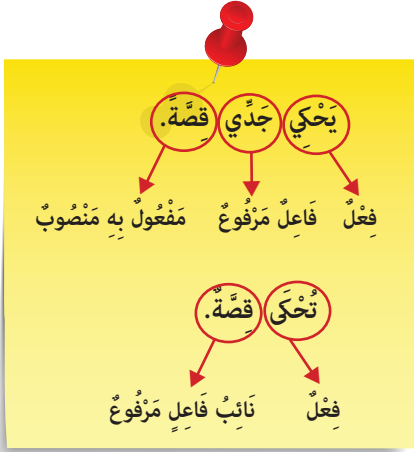 يَحْكِي جَدِّي قِصَّةً.
فِعْلٌ فَاعِلٌ مَرْفُوعٌ مَفْعُولٌ بِهِ مَنْصُوبٌ
تُحْكَى قِصَّةٌ.
فِعْلٌ نَائِبُ فَاعِلٍ مَرْفُوعٌ